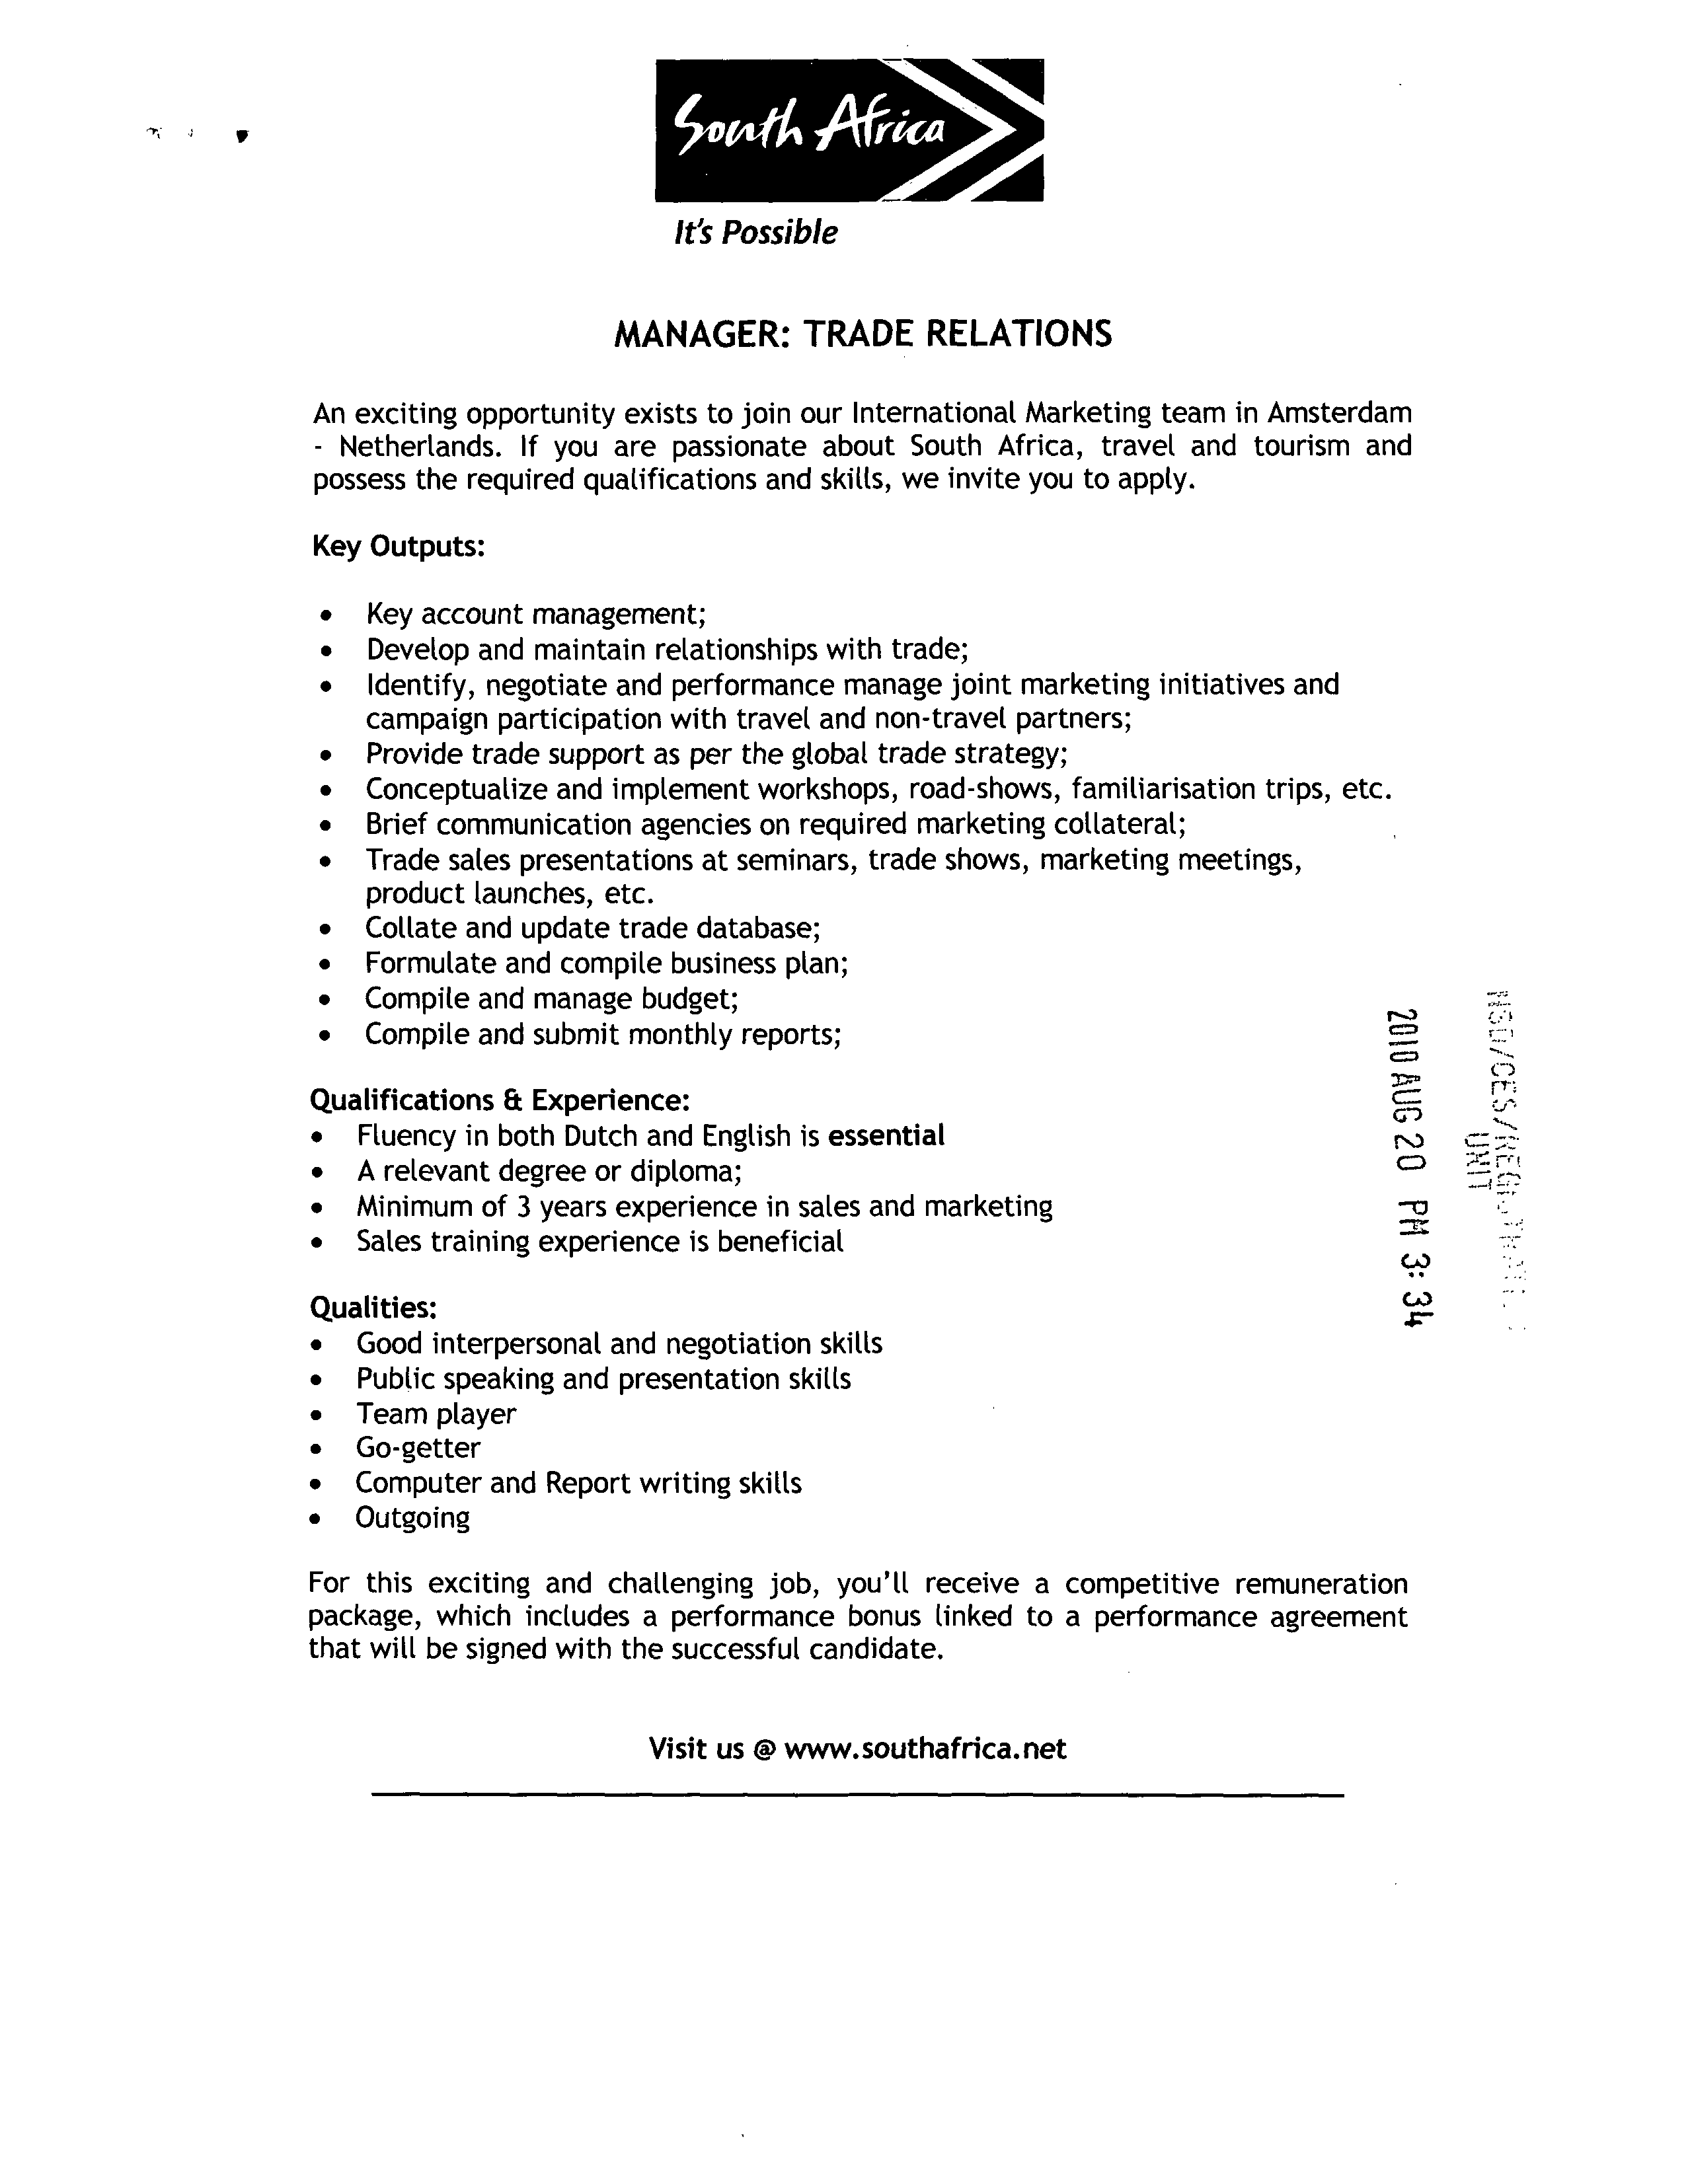 South Africa
It's Possible
MANAGER: TRADE RELATIONS
An exciting opportunity exists to join our International Marketing team in Amsterdam
- Netherlands. If you are passionate about South Africa, travel and tourism and
possess the required qualifications and skills, we invite you to apply.
Key Outputs:
• Key account management;
• Develop and maintain relationships with trade;
• Identify, negotiate and performance manage joint marketing initiatives and
campaign participation with travel and non-travel partners;
• Provide trade support as per the global trade strategy;
• Conceptualize and implement workshops, road-shows, familiarisation trips, etc.
• Brief communication agencies on required marketing collateral;
• Trade sales presentations at seminars, trade shows, marketing meetings,
product launches, etc.
• Collate and update trade database;
• Formulate and compile business plan;
• Compile and manage budget;
• Compile and submit monthly reports;
Qualifications & Experience:
• Fluency in both Dutch and English is essential
• A relevant degree or diploma;
• Minimum of 3 years experience in sales and marketing
• Sales training experience is beneficial
Qualities:
• Good interpersonal and negotiation skills
• Public speaking and presentation skills
• Team player
• Go-getter
• Computer and Report writing skills
• Outgoing
For this exciting and challenging job, you'll receive a competitive remuneration
package, which includes a performance bonus linked to a performance agreement
that will be signed with the successful candidate.
Visit us @ www.southafrica.net
2010 AUG 20 PM 3:34
UNIT